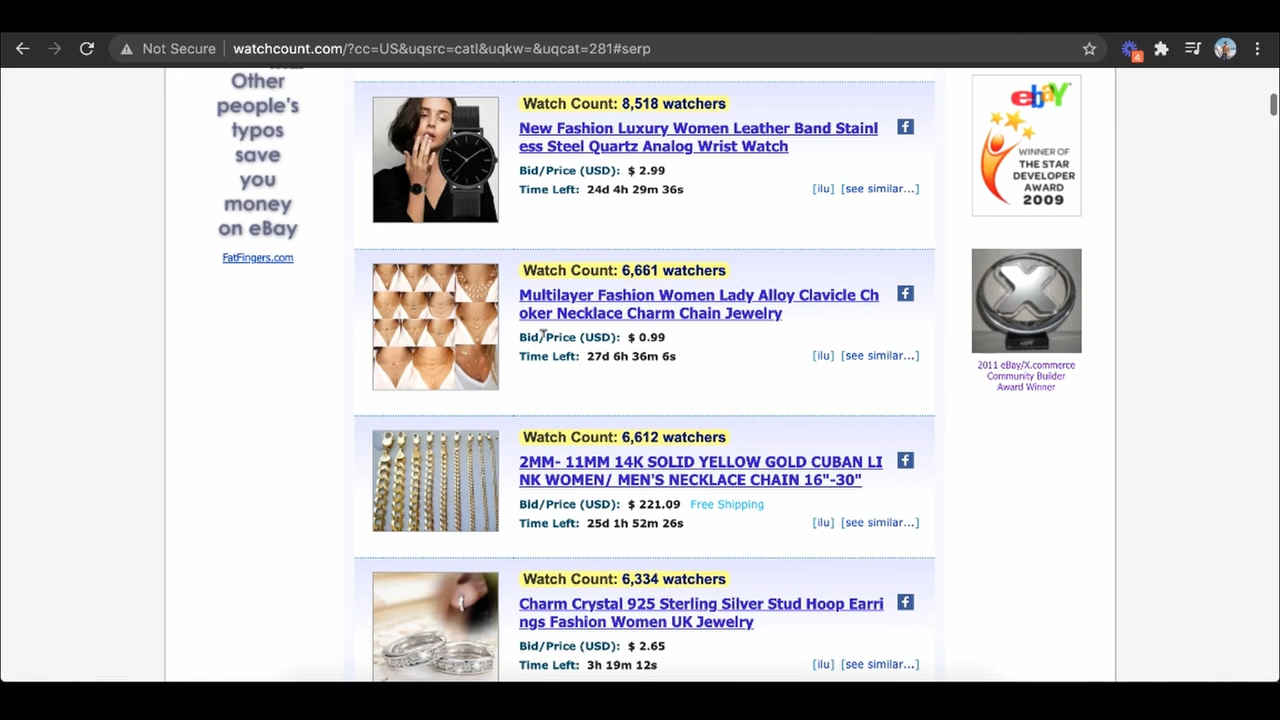 Not Secure watchcount.com/?cc=US&uqsrc=catl&uqkw=&uqcat=281#serp
4
Other
people's
typos
save
you
money
on eBay
FatFingers.com
Watch Count: 8,518 watchers
New Fashion Luxury Women Leather Band Stainl
ess Steel Quartz Analog Wrist Watch
Bid/Price (USD): $ 2.99
Time Left: 24d 4h 29m 36s [ilu] [see similar...]
Watch Count: 6,661 watchers
Multilayer Fashion Women Lady Alloy Clavicle Ch
oker Necklace Charm Chain Jewelry
Bid/Price (USD): $ 0.99
Time Left: 27d 6h 36m 6s [ilu] [see similar...]
Watch Count: 6,612 watchers
2MM- 11MM 14K SOLID YELLOW GOLD CUBAN LI
NK WOMEN/ MEN'S NECKLACE CHAIN 16"-30"
Bid/Price (USD): $ 221.09 Free Shipping
Time Left: 25d 1h 52m 26s [ilu] [see similar...]
Watch Count: 6,334 watchers
Charm Crystal 925 Sterling Silver Stud Hoop Earri
ngs Fashion Women UK Jewelry
Bid/Price (USD): $ 2.65
Time Left: 3h 19m 12s [ilu] [see similar...]
ebY
WINNER OF
THE STAR
DEVELOPER
AWARD
2009
2011 eBay/X.commerce
Community Builder
Award Winner